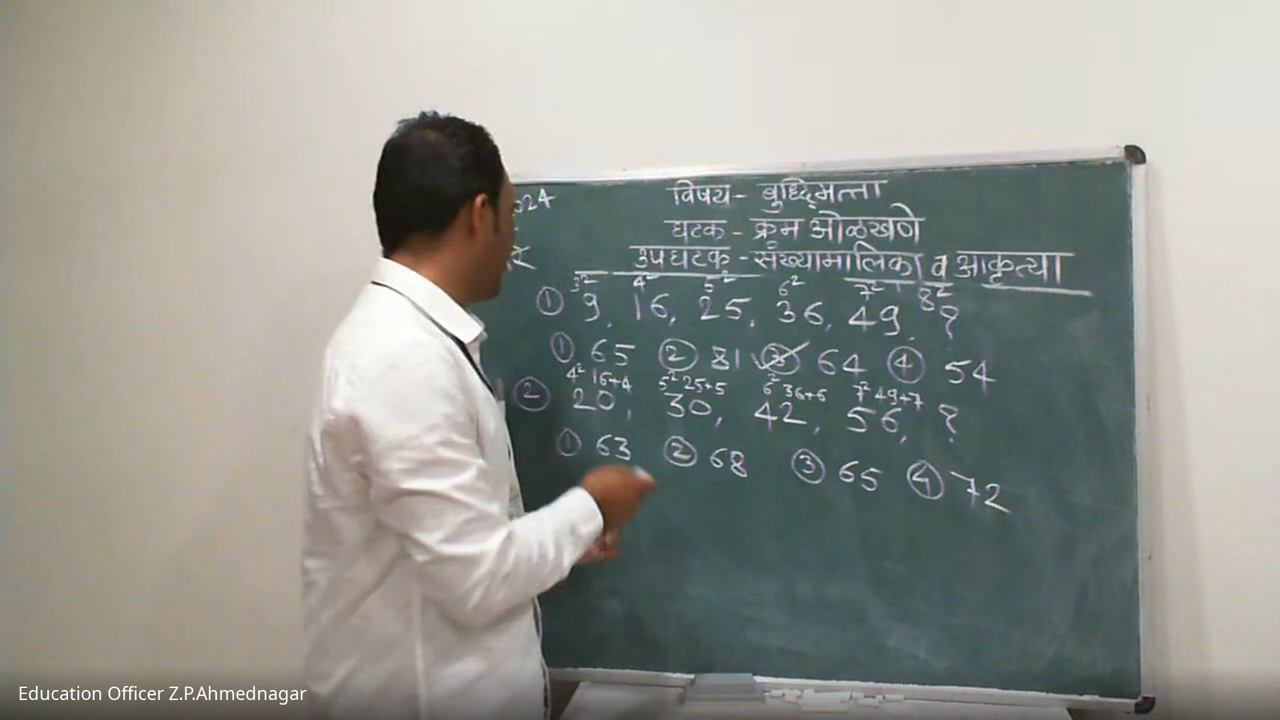 विषय - बुध्दिमत्ता
घटक - क्रम ओळखणे
उपघटक - संख्यामालिका व आकृत्या
3² 4² 5² 6² 7² 8²
① 9, 16, 25, 36, 49, ?
① 65 ② 81 ③ 64 ④ 54
4² 16+4 5² 25+5 6² 36+6 7² 49+7
② 20, 30, 42, 56, ?
① 63 ② 68 ③ 65 ④ 72
Education Officer Z.P.Ahmednagar